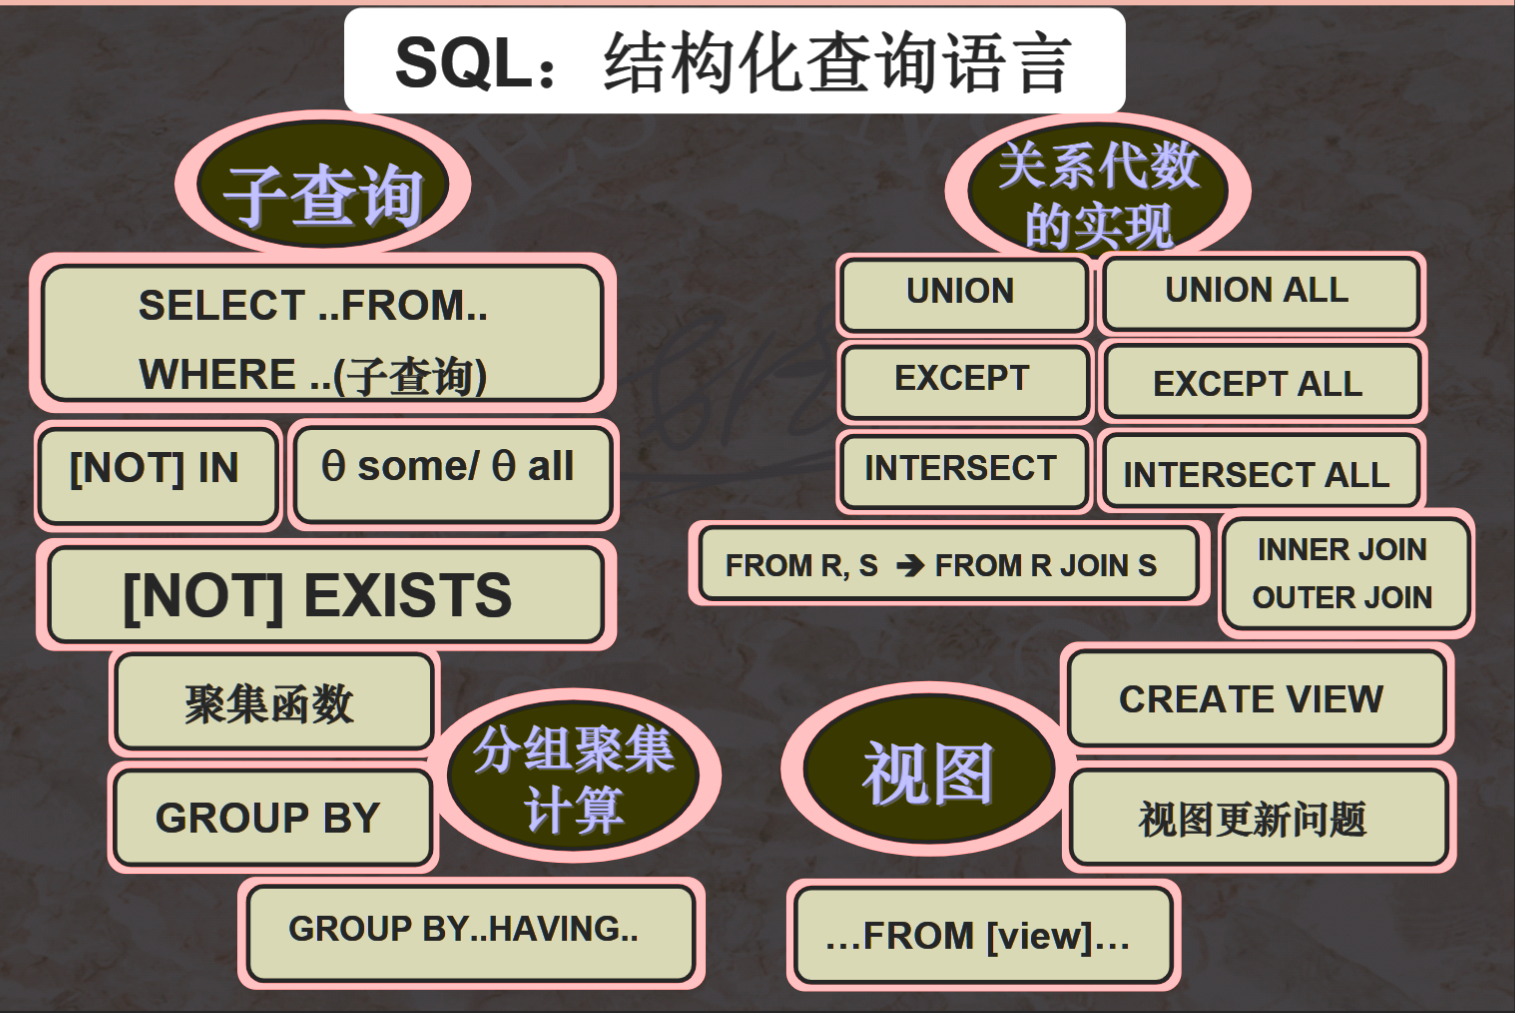 SQL：结构化查询语言
子查询
SELECT ..FROM..
WHERE ..(子查询)
[NOT] IN
θ some/ θ all
[NOT] EXISTS
关系代数
的实现
UNION
UNION ALL
EXCEPT
EXCEPT ALL
INTERSECT
INTERSECT ALL
FROM R, S ➔ FROM R JOIN S
INNER JOIN
OUTER JOIN
聚集函数
GROUP BY
分组聚集
计算
GROUP BY..HAVING..
视图
CREATE VIEW
视图更新问题
...FROM [view]...